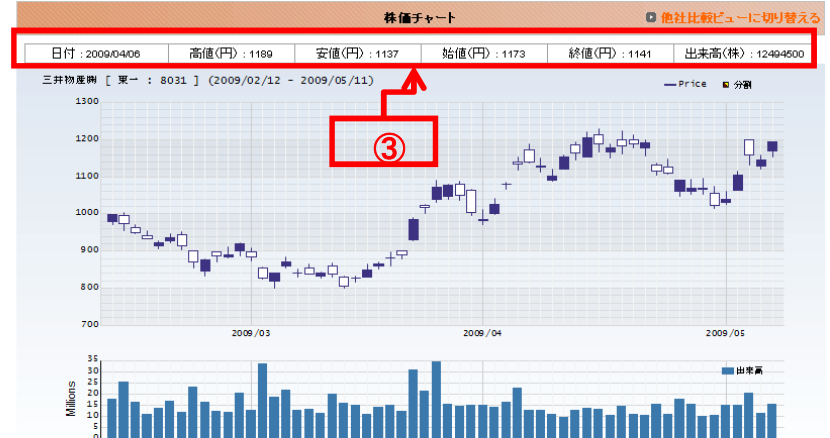 株価チャート
他社比較ビューに切り替える
日付 : 2009/04/06 高値(円) : 1189 安値(円) : 1137 始値(円) : 1173 終値(円) : 1141 出来高(株) : 12494500
三井物産㈱ [ 東一 : 8031 ] (2009/02/12 - 2009/05/11)
Price 分割
1300
1200
③
1100
1000
900
800
700
2009/03 2009/04 2009/05
35
30
出来高
25
20
15
10
5
0
Millions